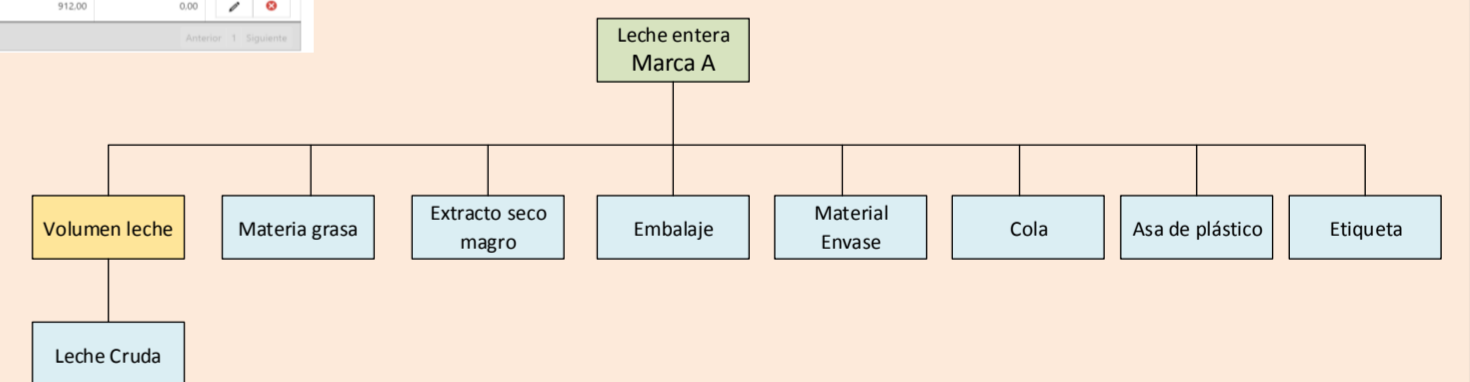 912.00 0.00
Anterior 1 Siguiente
Leche entera
Marca A
Volumen leche
Materia grasa
Extracto seco
magro
Embalaje
Material
Envase
Cola
Asa de plástico
Etiqueta
Leche Cruda